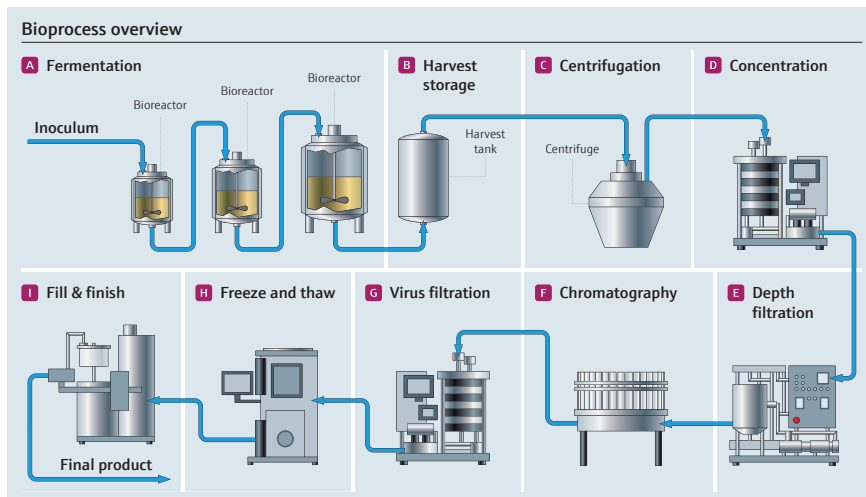 Bioprocess overview
A Fermentation
Bioreactor
Bioreactor
Bioreactor
Inoculum
B Harvest
storage
Harvest
tank
C Centrifugation
Centrifuge
D Concentration
I Fill & finish
Final product
H Freeze and thaw
G Virus filtration
F Chromatography
E Depth
filtration